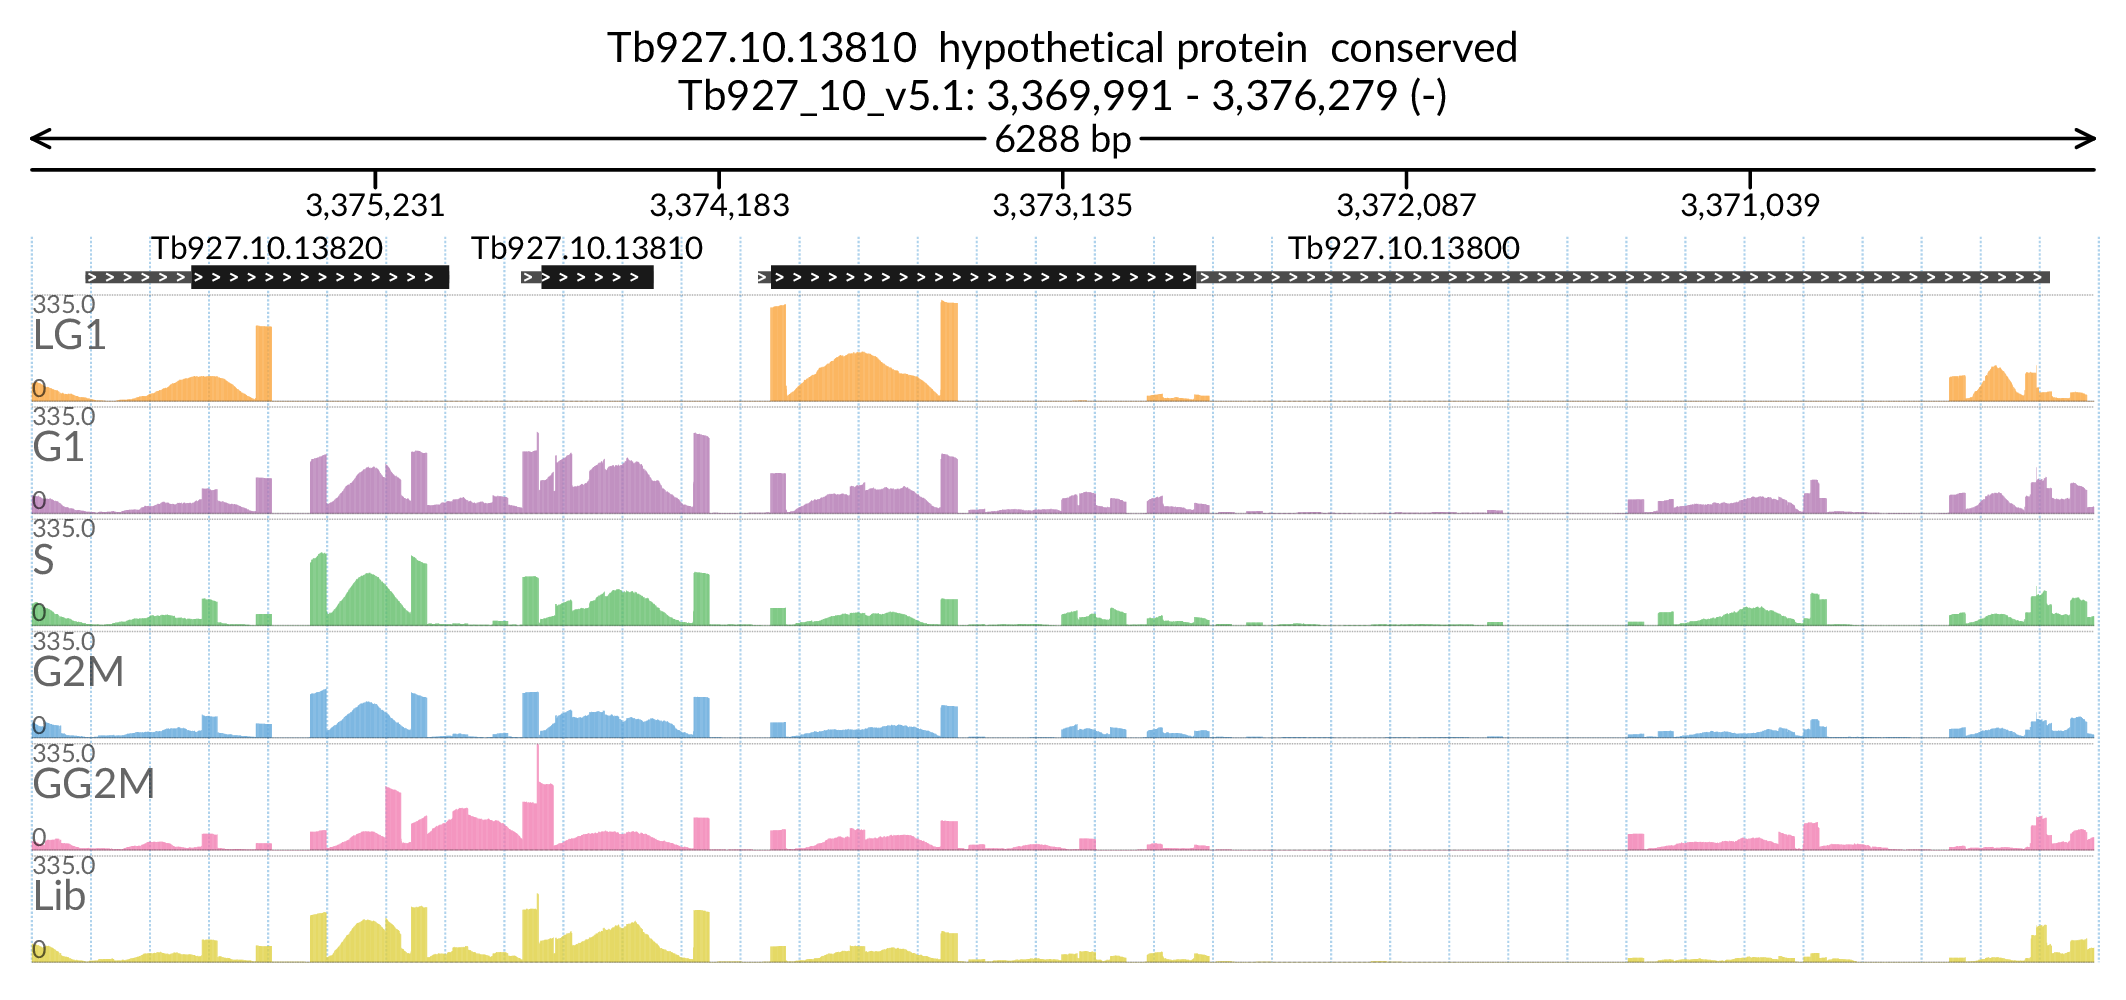 Tb927.10.13810  hypothetical protein  conserved
Tb927_10_v5.1: 3,369,991 - 3,376,279 (-)
6288 bp
3,375,231 3,374,183 3,373,135 3,372,087 3,371,039
Tb927.10.13820 Tb927.10.13810 Tb927.10.13800
335.0
LG1
0
335.0
G1
0
335.0
S
0
335.0
G2M
0
335.0
GG2M
0
335.0
Lib
0